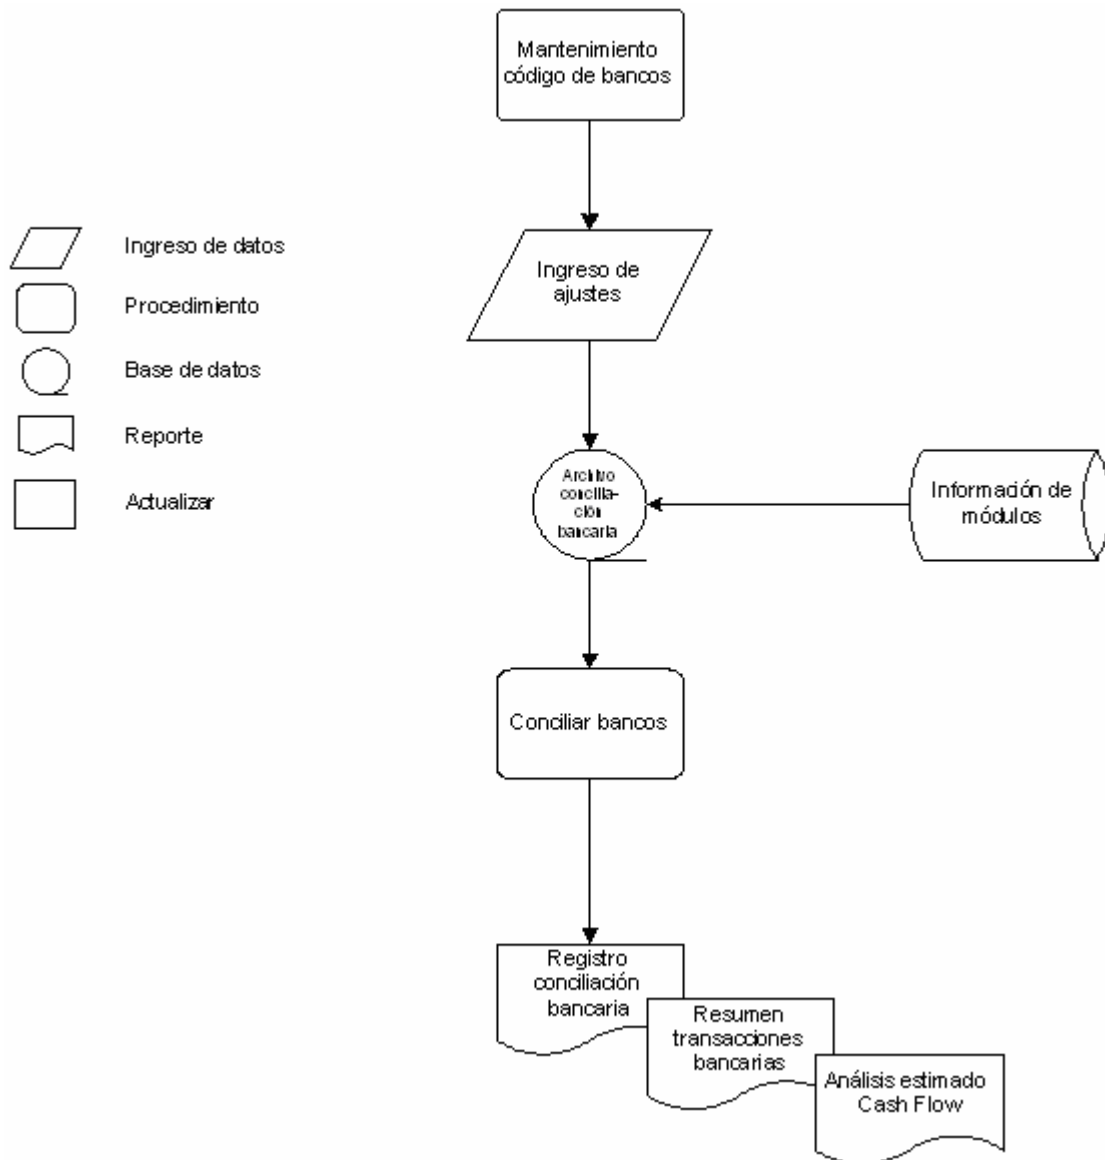 Mantenimiento
código de bancos
Ingreso de datos
Procedimiento
Base de datos
Reporte
Actualizar
Ingreso de
ajustes
Archivo
concilia-
ción
bancaria
Información de
módulos
Conciliar bancos
Registro
conciliación
bancaria
Resumen
transacciones
bancarias
Análisis estimado
Cash Flow